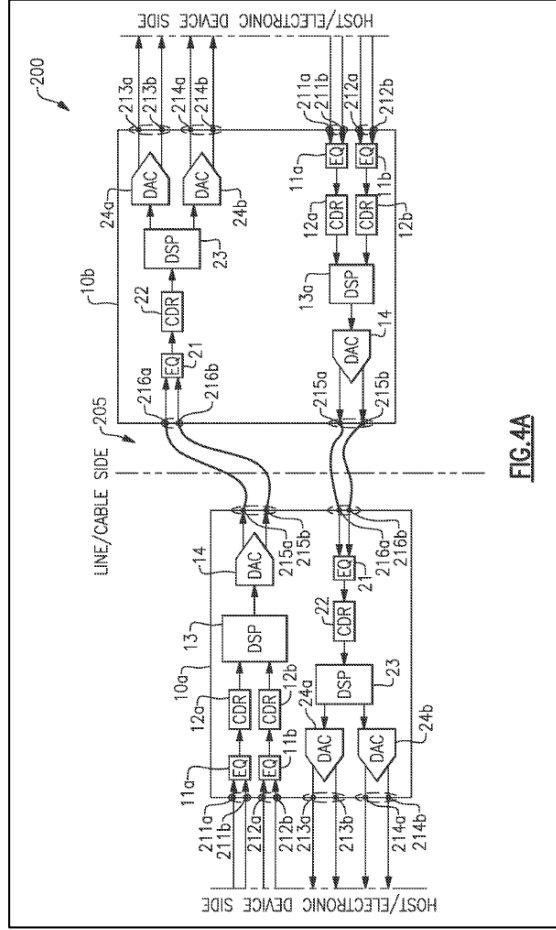 200
LINE/CABLE SIDE
205
HOST/ELECTRONIC DEVICE SIDE
10a
211a
211b
212a
212b
11a
EQ
EQ
11b
12a
CDR
CDR
12b
13
DSP
14
DAC
215a
215b
213a
213b
214a
214b
24a
DAC
DAC
24b
DSP
23
22
CDR
EQ
21
216a
216b
10b
216a
216b
EQ
21
22
CDR
DSP
23
24a
DAC
DAC
24b
213a
213b
214a
214b
215a
215b
14
DAC
13a
DSP
12a
CDR
CDR
12b
11a
EQ
EQ
11b
211a
211b
212a
212b
HOST/ELECTRONIC DEVICE SIDE
FIG.4A